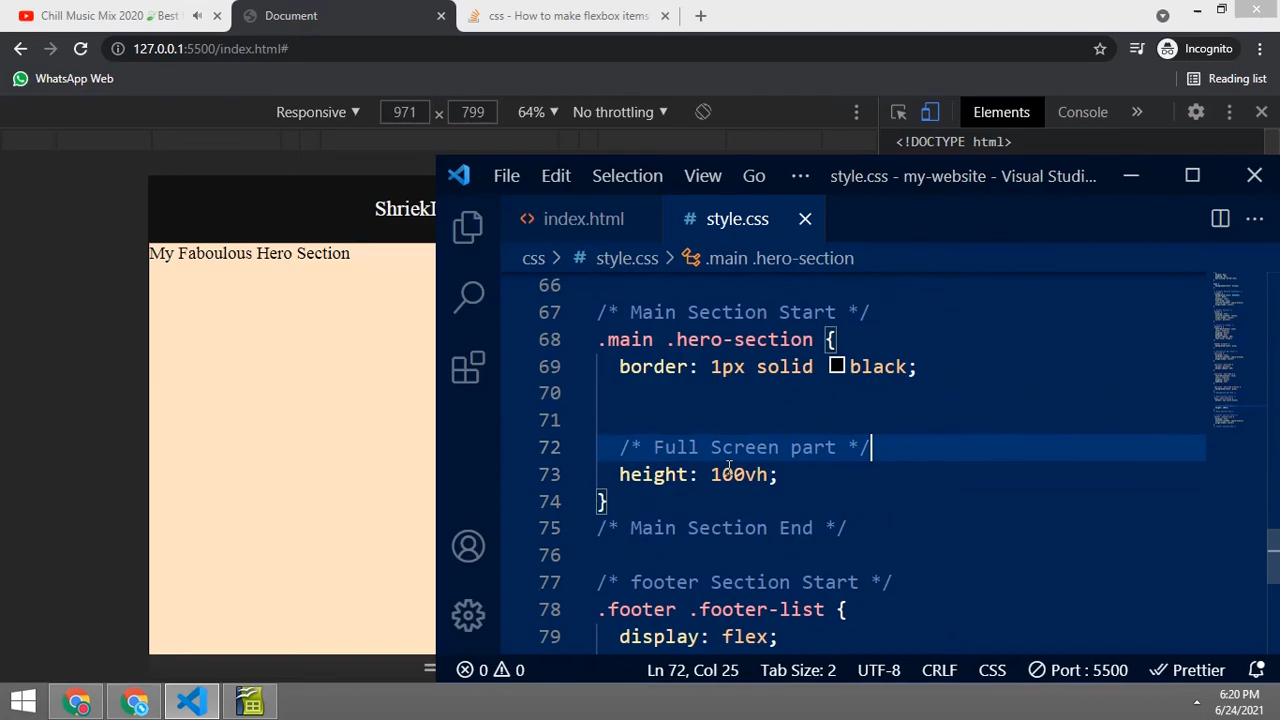 Chill Music Mix 2020 🍃Best
Document
css - How to make flexbox items
127.0.0.1:5500/index.html#
Incognito
WhatsApp Web
Reading list
Responsive
971
799
64%
No throttling
Elements
Console
<!DOCTYPE html>
File
Edit
Selection
View
Go
style.css - my-website - Visual Studi...
ShriekI
index.html
# style.css
My Faboulous Hero Section
css > # style.css > .main .hero-section
66
67 /* Main Section Start */
68 .main .hero-section {
69 border: 1px solid black;
70
71
72 /* Full Screen part */
73 height: 100vh;
74 }
75 /* Main Section End */
76
77 /* footer Section Start */
78 .footer .footer-list {
79 display: flex;
0 0
Ln 72, Col 25
Tab Size: 2
UTF-8
CRLF
CSS
Port : 5500
Prettier
6:20 PM
6/24/2021